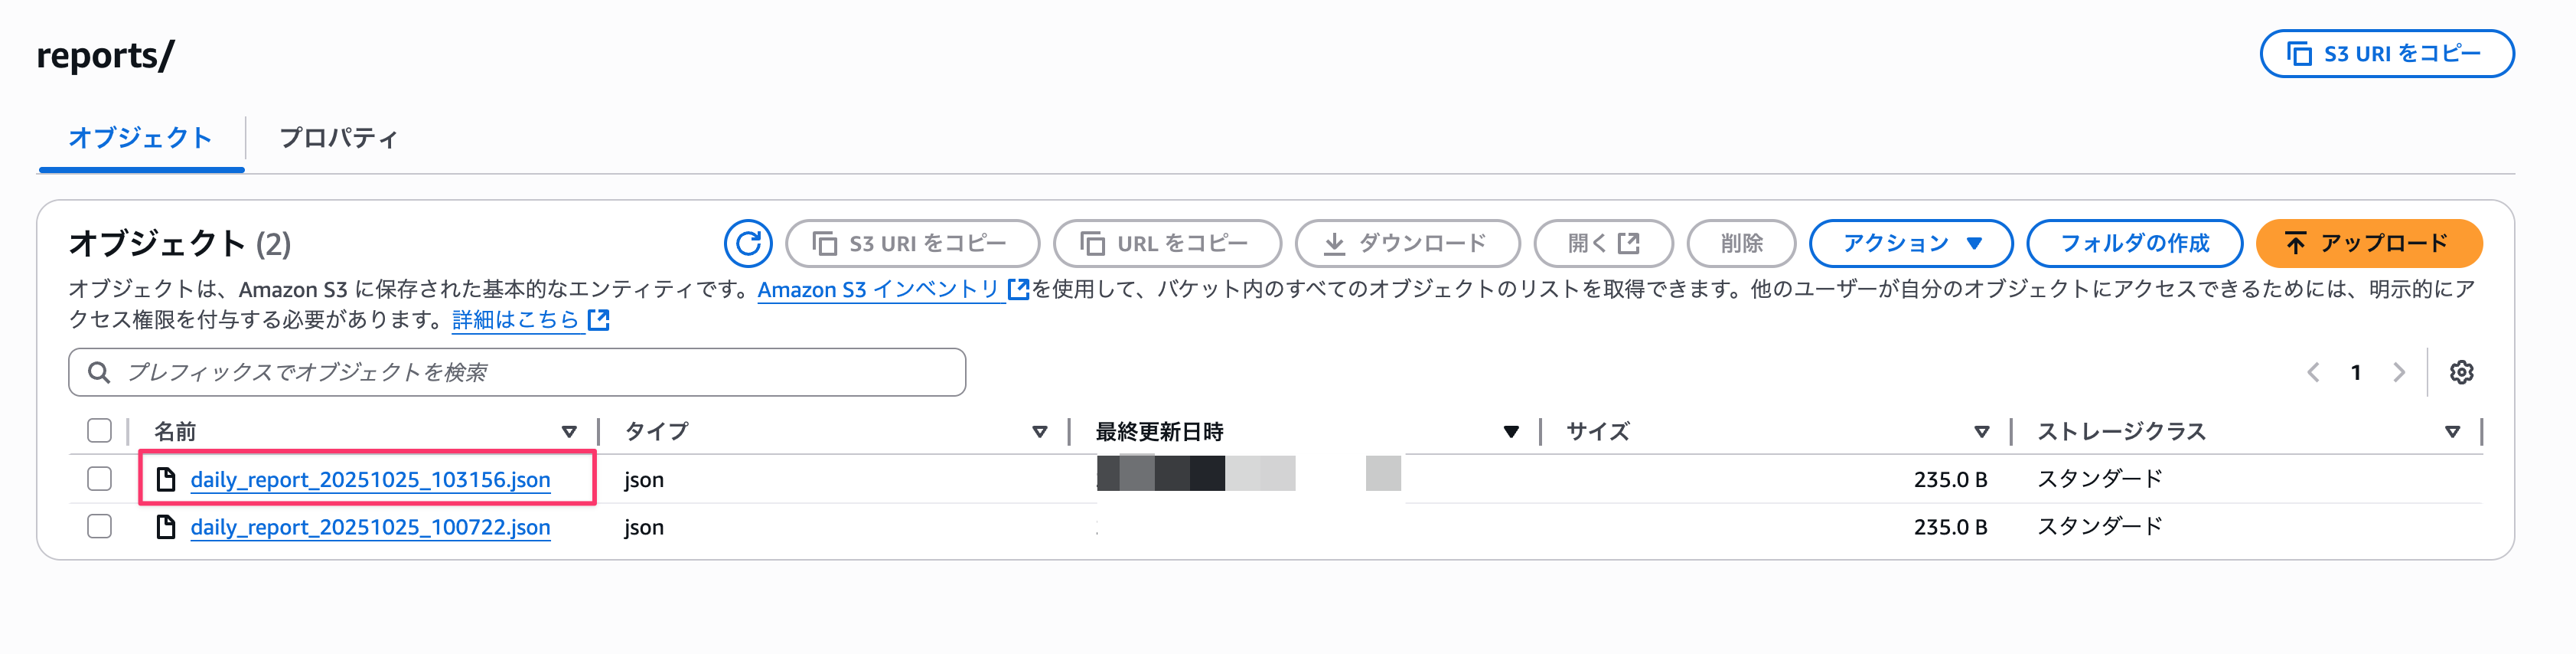 reports/
S3 URI をコピー
オブジェクト
プロパティ
オブジェクト (2)
S3 URI をコピー
URL をコピー
ダウンロード
開く
削除
アクション
フォルダの作成
アップロード
オブジェクトは、Amazon S3 に保存された基本的なエンティティです。Amazon S3 インベントリを使用して、バケット内のすべてのオブジェクトのリストを取得できます。他のユーザーが自分のオブジェクトにアクセスできるためには、明示的にア
クセス権限を付与する必要があります。詳細はこちら
プレフィックスでオブジェクトを検索
1
名前 タイプ 最終更新日時 サイズ ストレージクラス
daily_report_20251025_103156.json json 235.0 B スタンダード
daily_report_20251025_100722.json json 235.0 B スタンダード